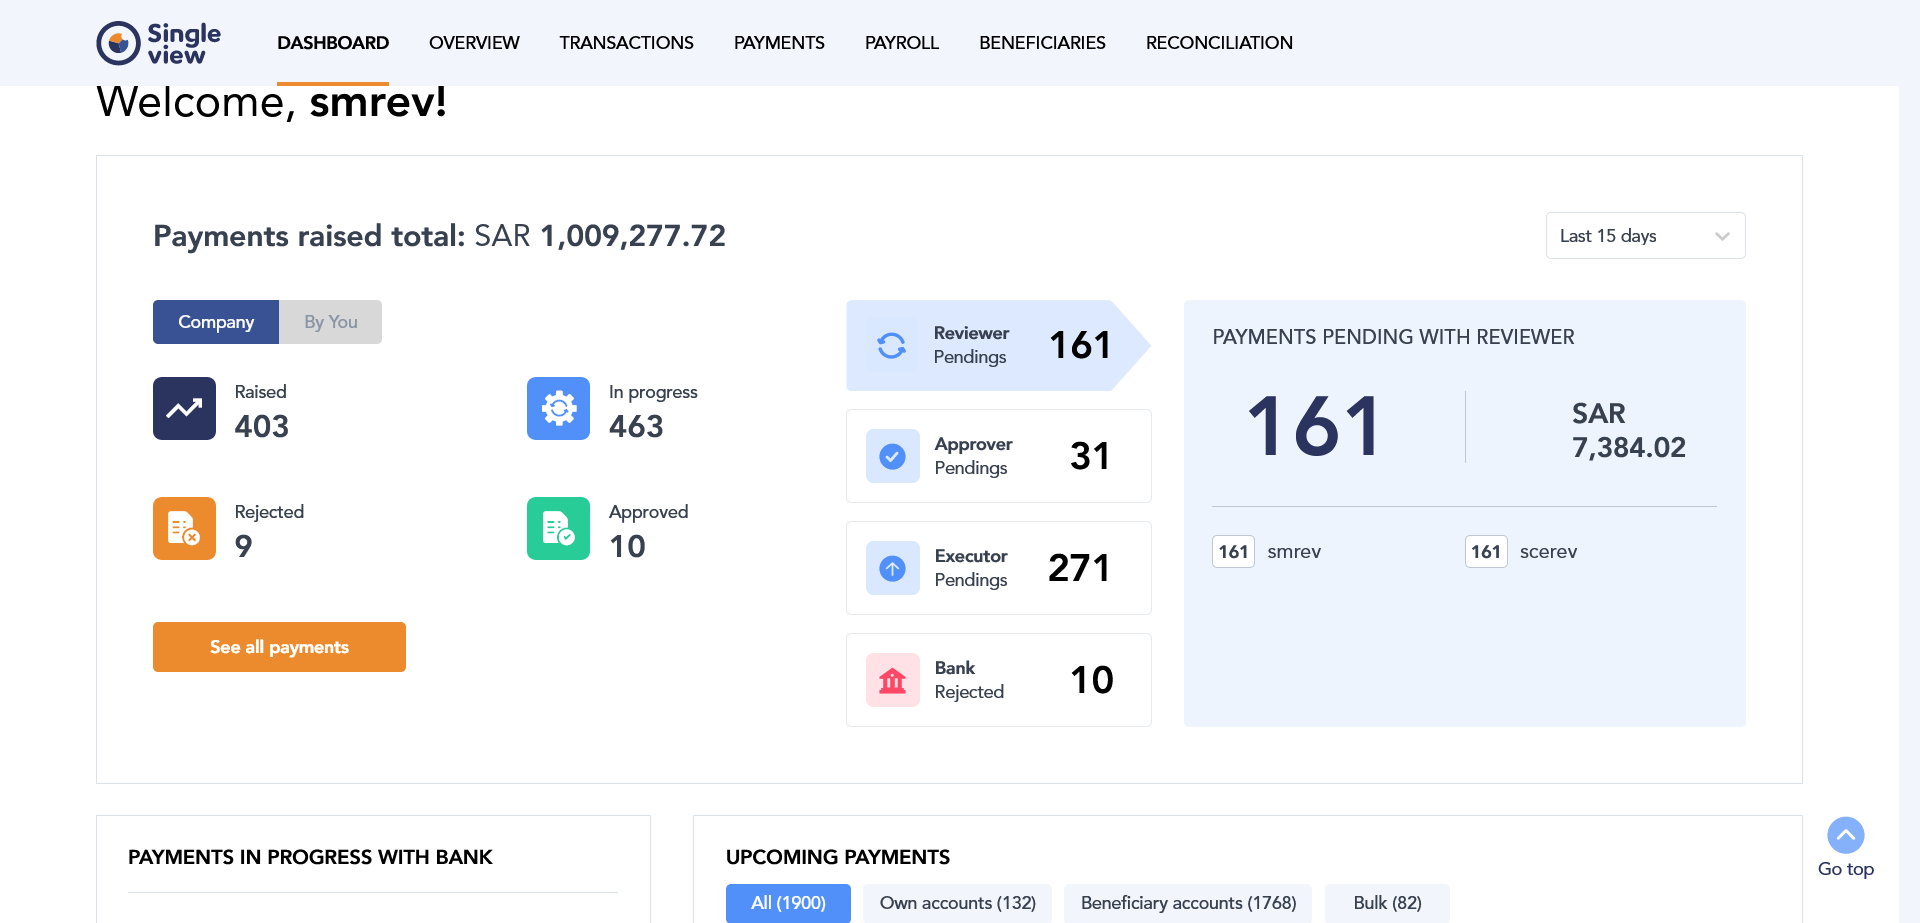 Single
view
DASHBOARD
OVERVIEW
TRANSACTIONS
PAYMENTS
PAYROLL
BENEFICIARIES
RECONCILIATION
Welcome, smrev!
Payments raised total: SAR 1,009,277.72
Last 15 days
Company
By You
Raised
403
In progress
463
Rejected
9
Approved
10
See all payments
Reviewer
Pendings
161
Approver
Pendings
31
Executor
Pendings
271
Bank
Rejected
10
PAYMENTS PENDING WITH REVIEWER
161
SAR
7,384.02
161 smrev
161 scerev
PAYMENTS IN PROGRESS WITH BANK
UPCOMING PAYMENTS
All (1900)
Own accounts (132)
Beneficiary accounts (1768)
Bulk (82)
Go top